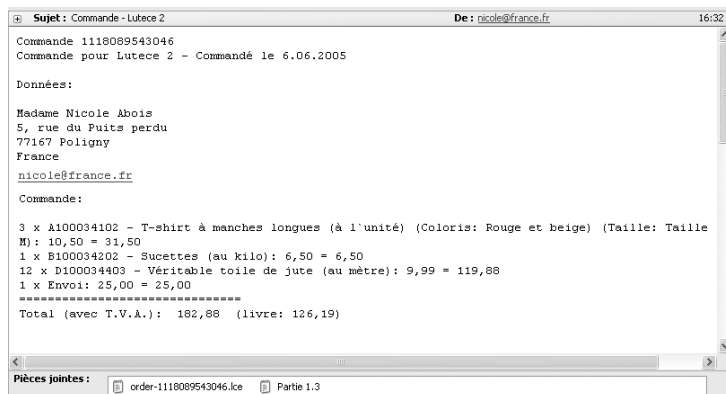 Sujet : Commande - Lutece 2 De : nicole@france.fr 16:32
Commande 1118089543046
Commande pour Lutece 2 - Commandé le 6.06.2005
Données:
Madame Nicole Abois
5, rue du Puits perdu
77167 Poligny
France
nicole@france.fr
Commande:
3 x A100034102 - T-shirt à manches longues (à l`unité) (Coloris: Rouge et beige) (Taille: Taille
M): 10,50 = 31,50
1 x B100034202 - Sucettes (au kilo): 6,50 = 6,50
12 x D100034403 - Véritable toile de jute (au mètre): 9,99 = 119,88
1 x Envoi: 25,00 = 25,00
===============================
Total (avec T.V.A.): 182,88 (livre: 126,19)
Pièces jointes : order-1118089543046.lce Partie 1.3